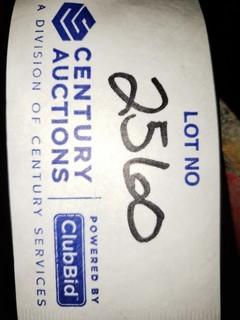 LOT NO
2560
CENTURY
AUCTIONS
A DIVISION OF CENTURY SERVICES
POWERED BY
ClubBid